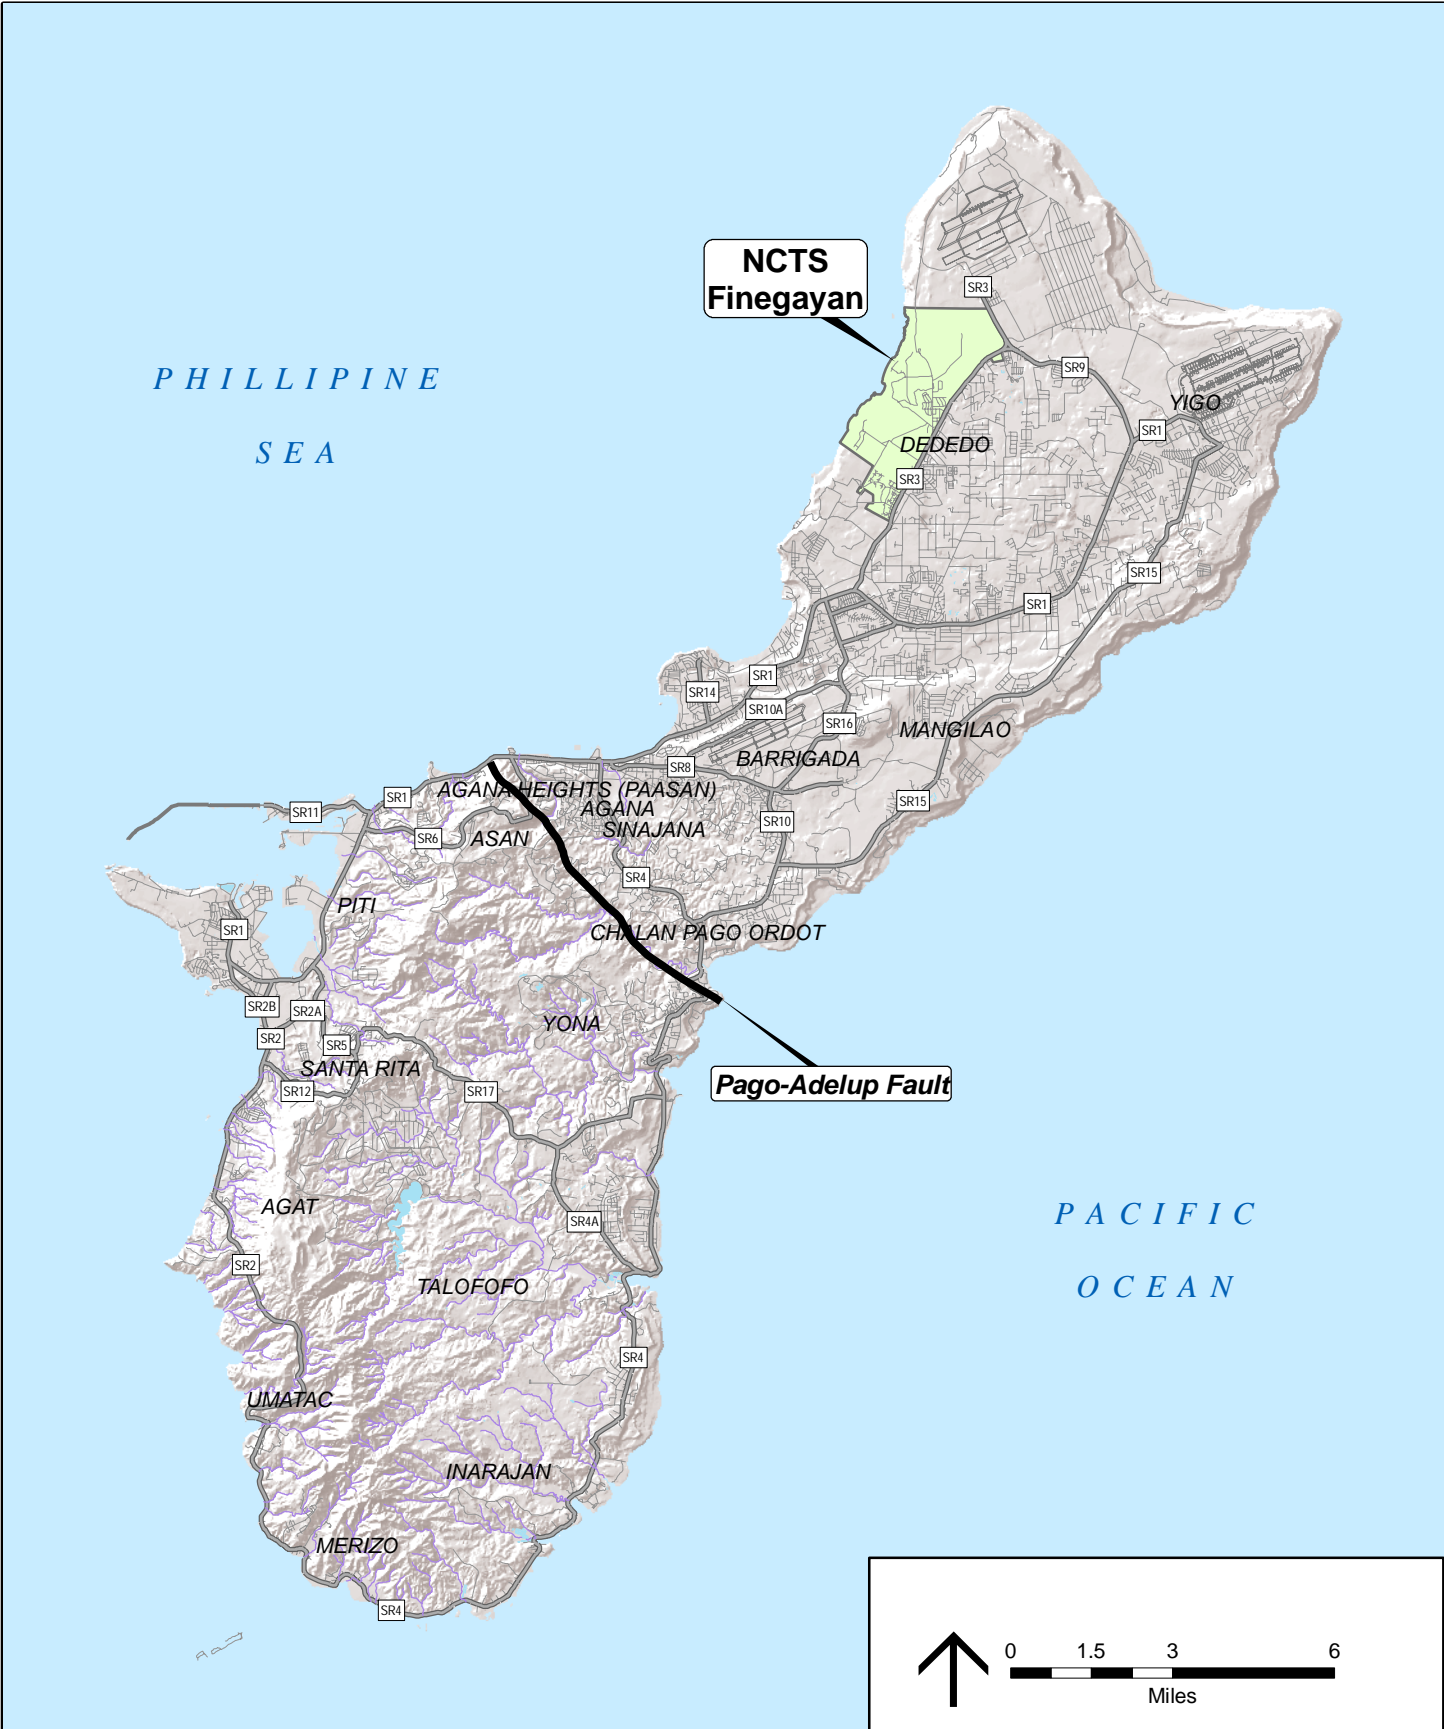 NCTS
Finegayan
SR3
PHILLIPINE
SEA
SR9
YIGO
SR1
DEDEDO
SR3
SR15
SR1
SR1
SR14
SR10A
SR16
MANGILAO
BARRIGADA
SR8
AGANA HEIGHTS (PAASAN)
SR1
SR11
AGANA
SR15
SINAJANA
SR10
SR6
ASAN
SR4
PITI
SR1
CHALAN PAGO ORDOT
SR2B
SR2A
YONA
SR2
SR5
SANTA RITA
Pago-Adelup Fault
SR12
SR17
AGAT
PACIFIC
SR4A
SR2
TALOFOFO
OCEAN
SR4
UMATAC
INARAJAN
MERIZO
SR4
0 1.5 3 6
Miles